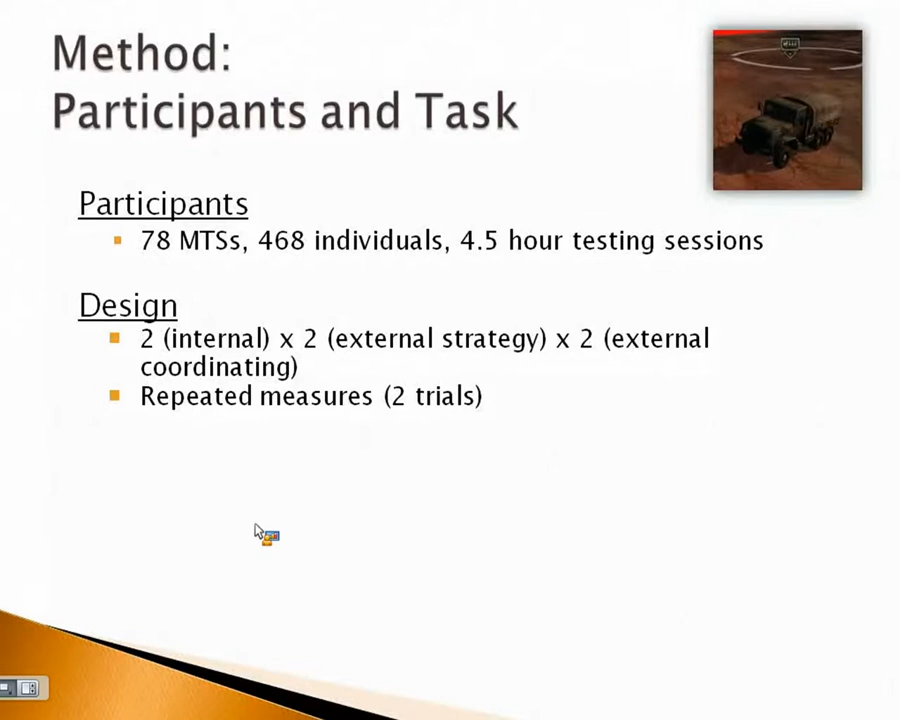 Method:
Participants and Task
Participants
78 MTSs, 468 individuals, 4.5 hour testing sessions
Design
2 (internal) x 2 (external strategy) x 2 (external
coordinating)
Repeated measures (2 trials)